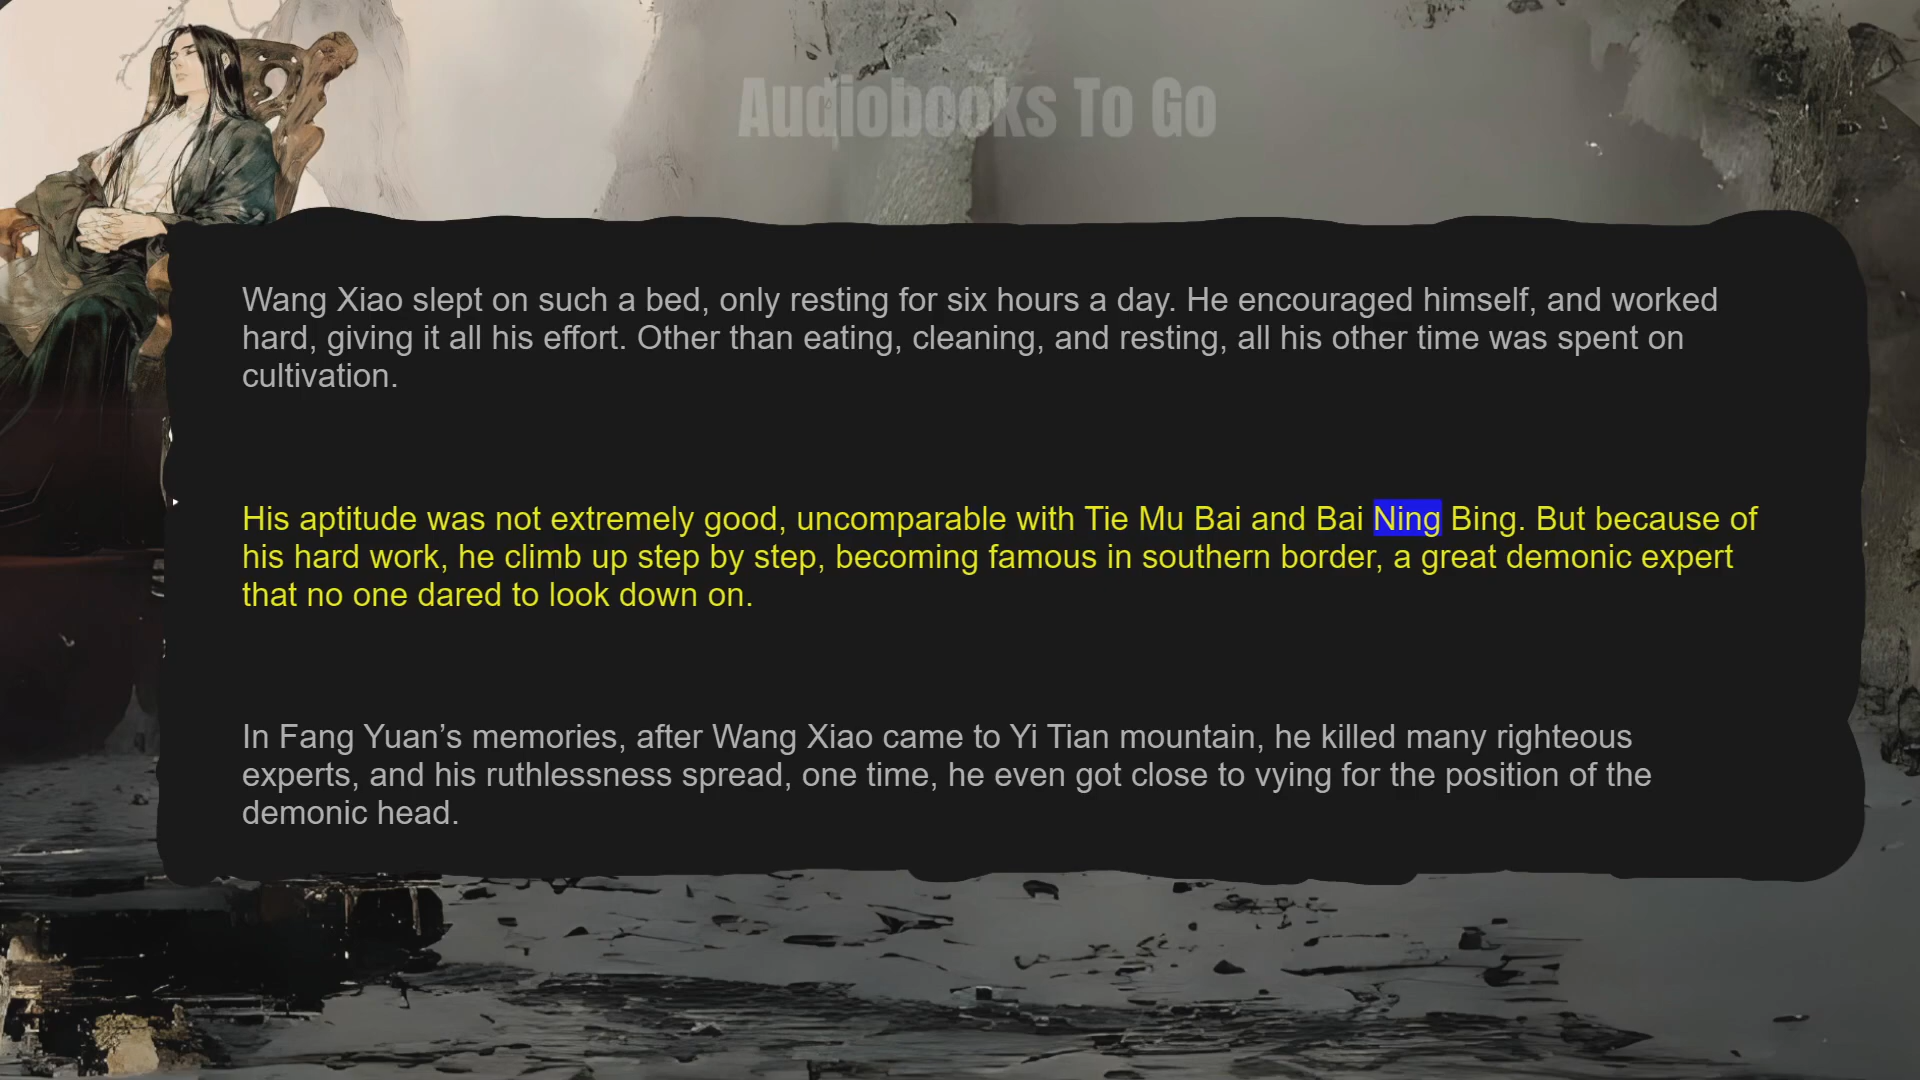 Audiobooks To Go
Wang Xiao slept on such a bed, only resting for six hours a day. He encouraged himself, and worked
hard, giving it all his effort. Other than eating, cleaning, and resting, all his other time was spent on
cultivation.
His aptitude was not extremely good, uncomparable with Tie Mu Bai and Bai Ning Bing. But because of
his hard work, he climb up step by step, becoming famous in southern border, a great demonic expert
that no one dared to look down on.
In Fang Yuan’s memories, after Wang Xiao came to Yi Tian mountain, he killed many righteous
experts, and his ruthlessness spread, one time, he even got close to vying for the position of the
demonic head.